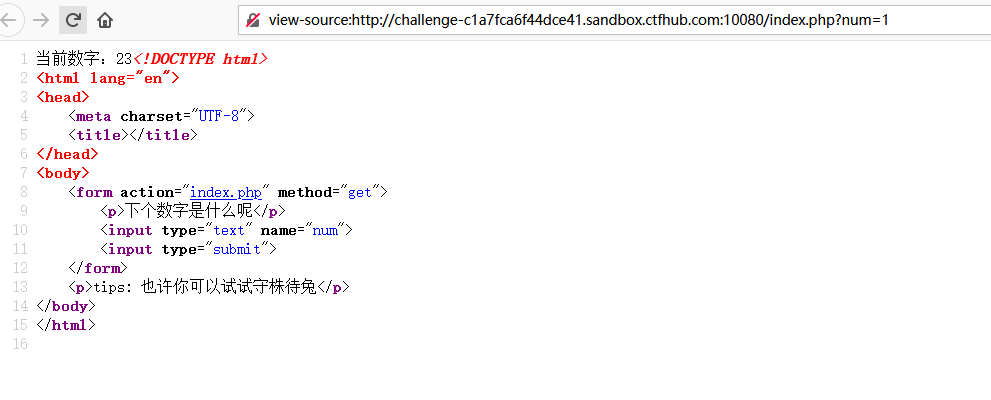 view-source:http://challenge-c1a7fca6f44dce41.sandbox.ctfhub.com:10080/index.php?num=1
1 当前数字：23<!DOCTYPE html>
2 <html lang="en">
3 <head>
4 <meta charset="UTF-8">
5 <title></title>
6 </head>
7 <body>
8 <form action="index.php" method="get">
9 <p>下个数字是什么呢</p>
10 <input type="text" name="num">
11 <input type="submit">
12 </form>
13 <p>tips: 也许你可以试试守株待兔</p>
14 </body>
15 </html>
16